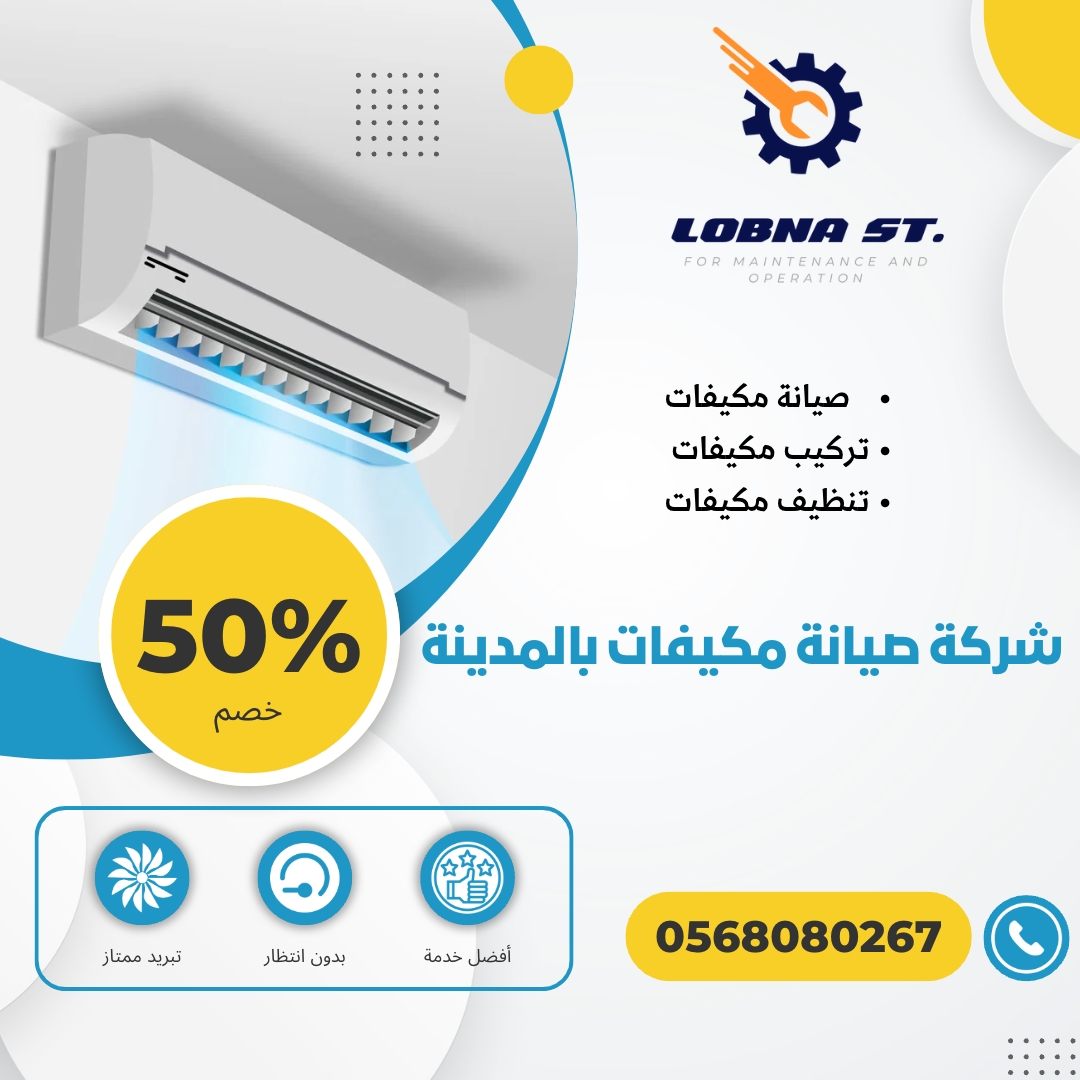 LOBNA ST.
FOR MAINTENANCE AND
OPERATION
• صيانة مكيفات
• تركيب مكيفات
• تنظيف مكيفات
شركة صيانة مكيفات بالمدينة
50%
خصم
أفضل خدمة
بدون انتظار
تبريد ممتاز
0568080267